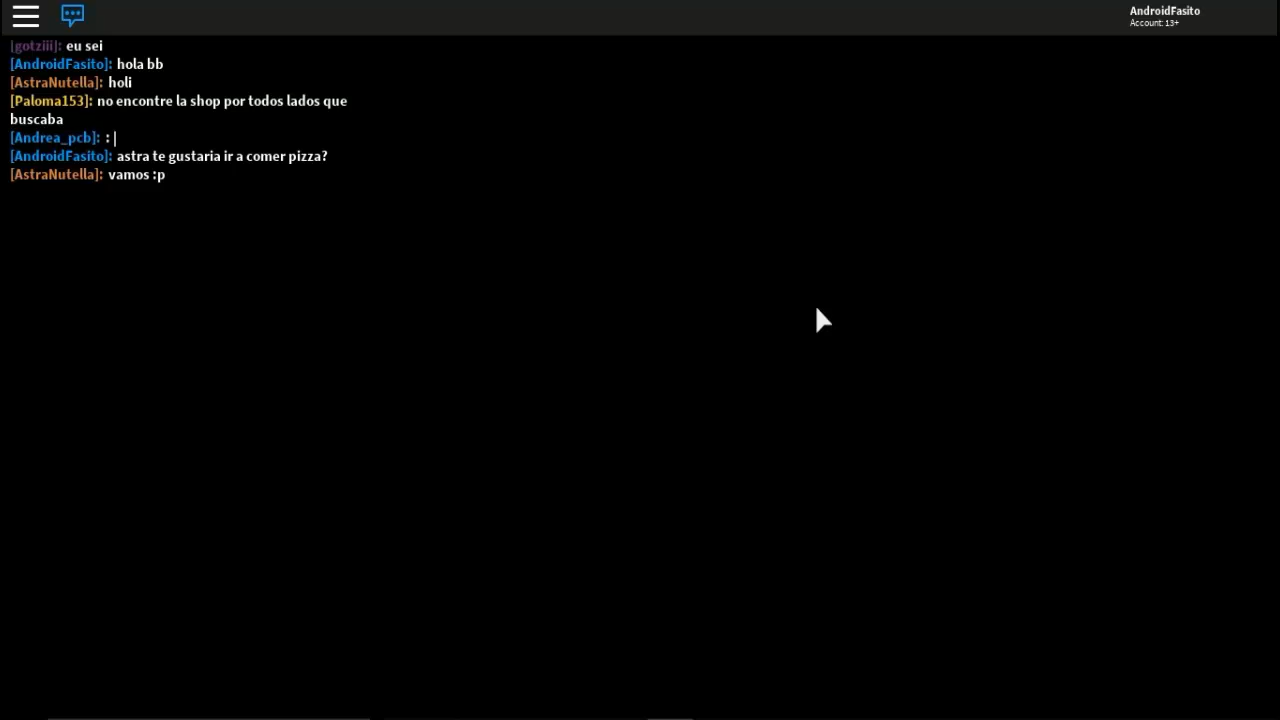 AndroidFasito
Account: 13+
[gotziii]: eu sei
[AndroidFasito]: hola bb
[AstraNutella]: holi
[Paloma153]: no encontre la shop por todos lados que
buscaba
[Andrea_pcb]: : |
[AndroidFasito]: astra te gustaria ir a comer pizza?
[AstraNutella]: vamos :p